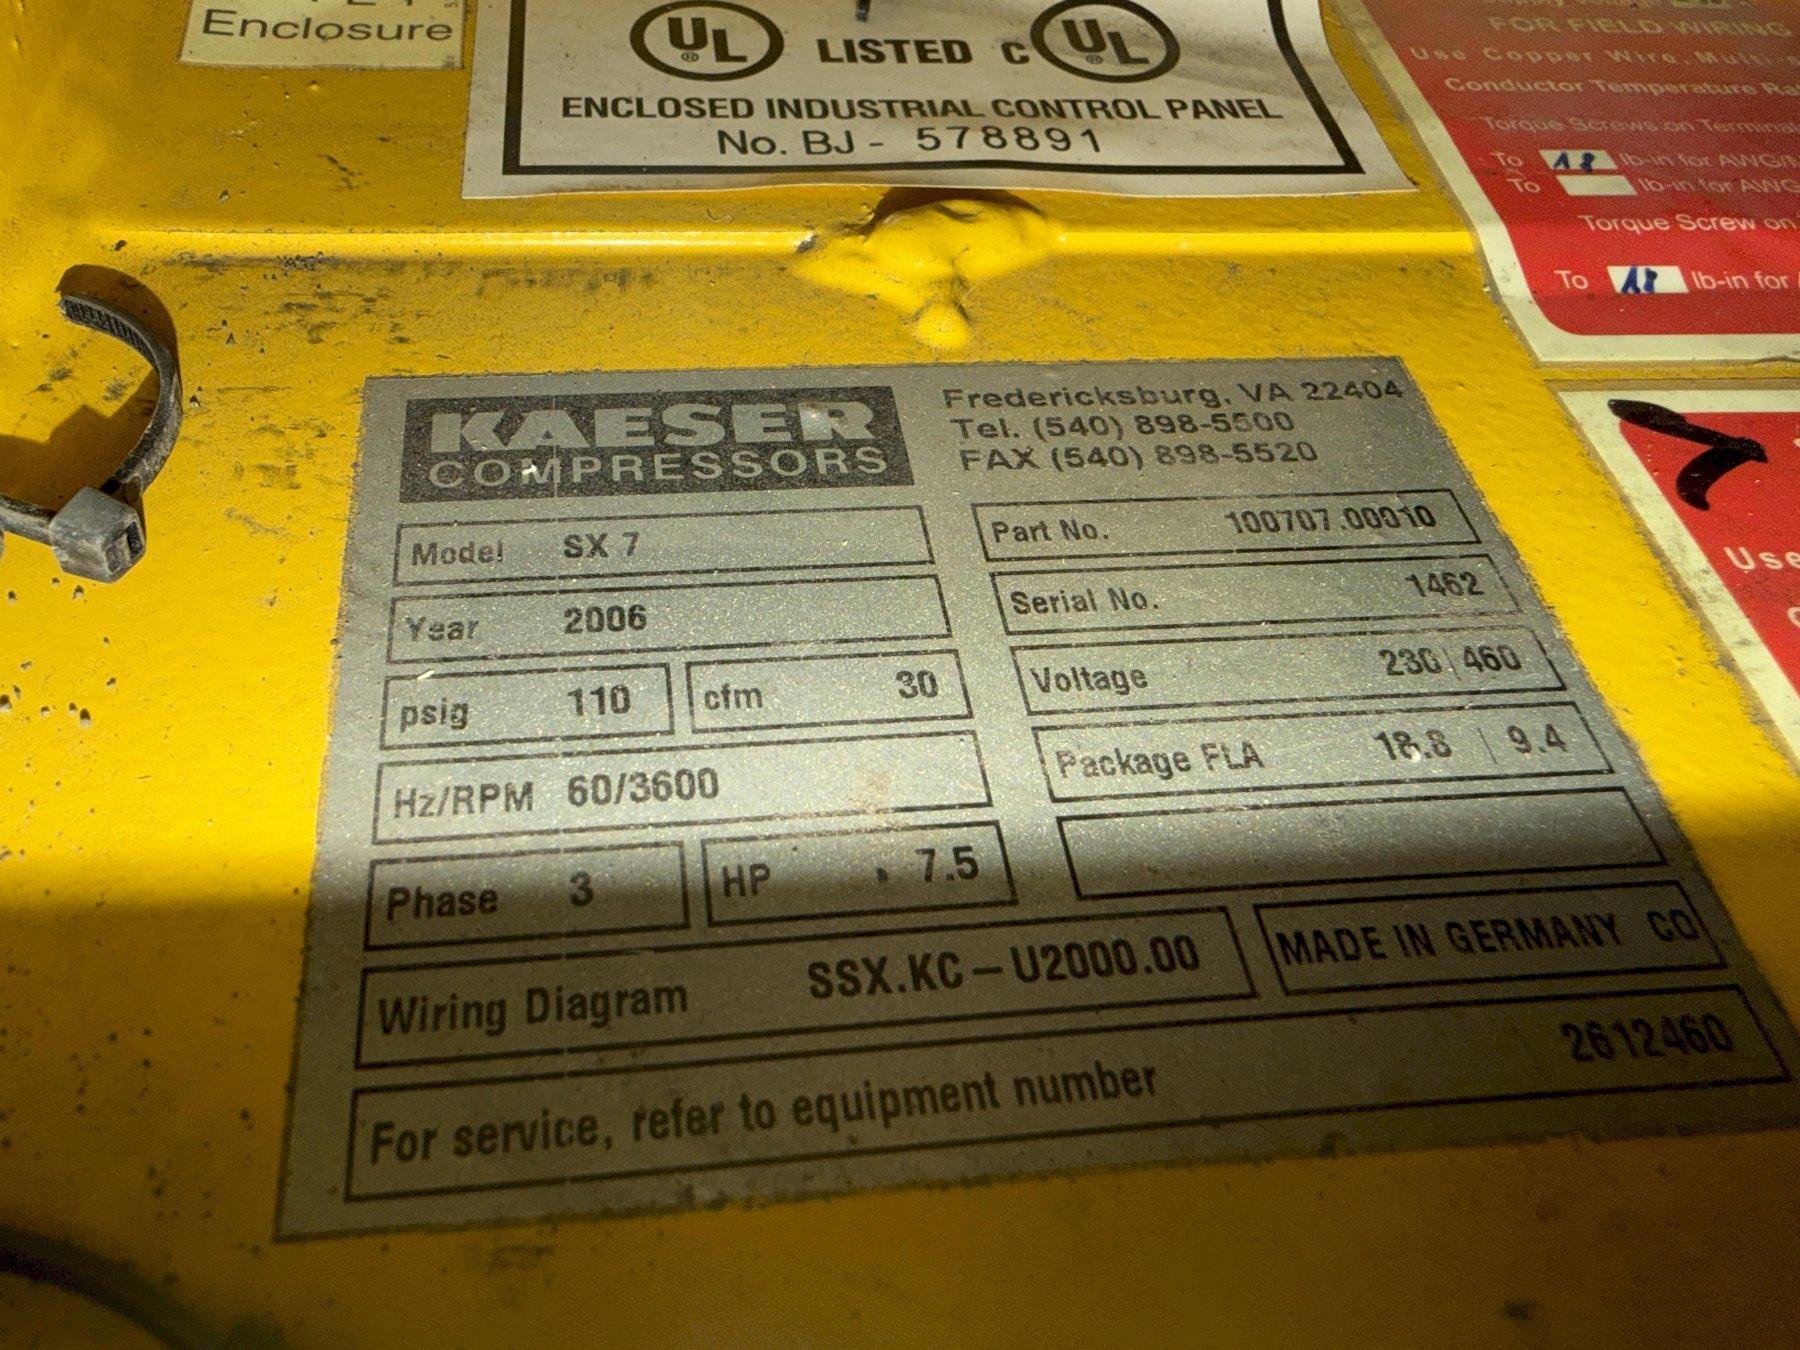 Enclosure
UL LISTED C UL
ENCLOSED INDUSTRIAL CONTROL PANEL
No. BJ - 578891
FOR FIELD WIRING
Use Copper Wire,
Conductor Temperature
Torque Screws on
To 18 lb-in for
To lb-in for AWG
Torque Screw on
To 18 lb-in for
Use
KAESER
COMPRESSORS
Fredericksburg, VA 22404
Tel. (540) 898-5500
FAX (540) 898-5520
Model SX 7
Part No. 100707.00010
Year 2006
Serial No. 1462
psig 110 cfm 30
Voltage 230 | 460
Hz/RPM 60/3600
Package FLA 18.8 | 9.4
Phase 3 HP 7.5
Wiring Diagram SSX.KC – U2000.00
MADE IN GERMANY CO
For service, refer to equipment number 2612460